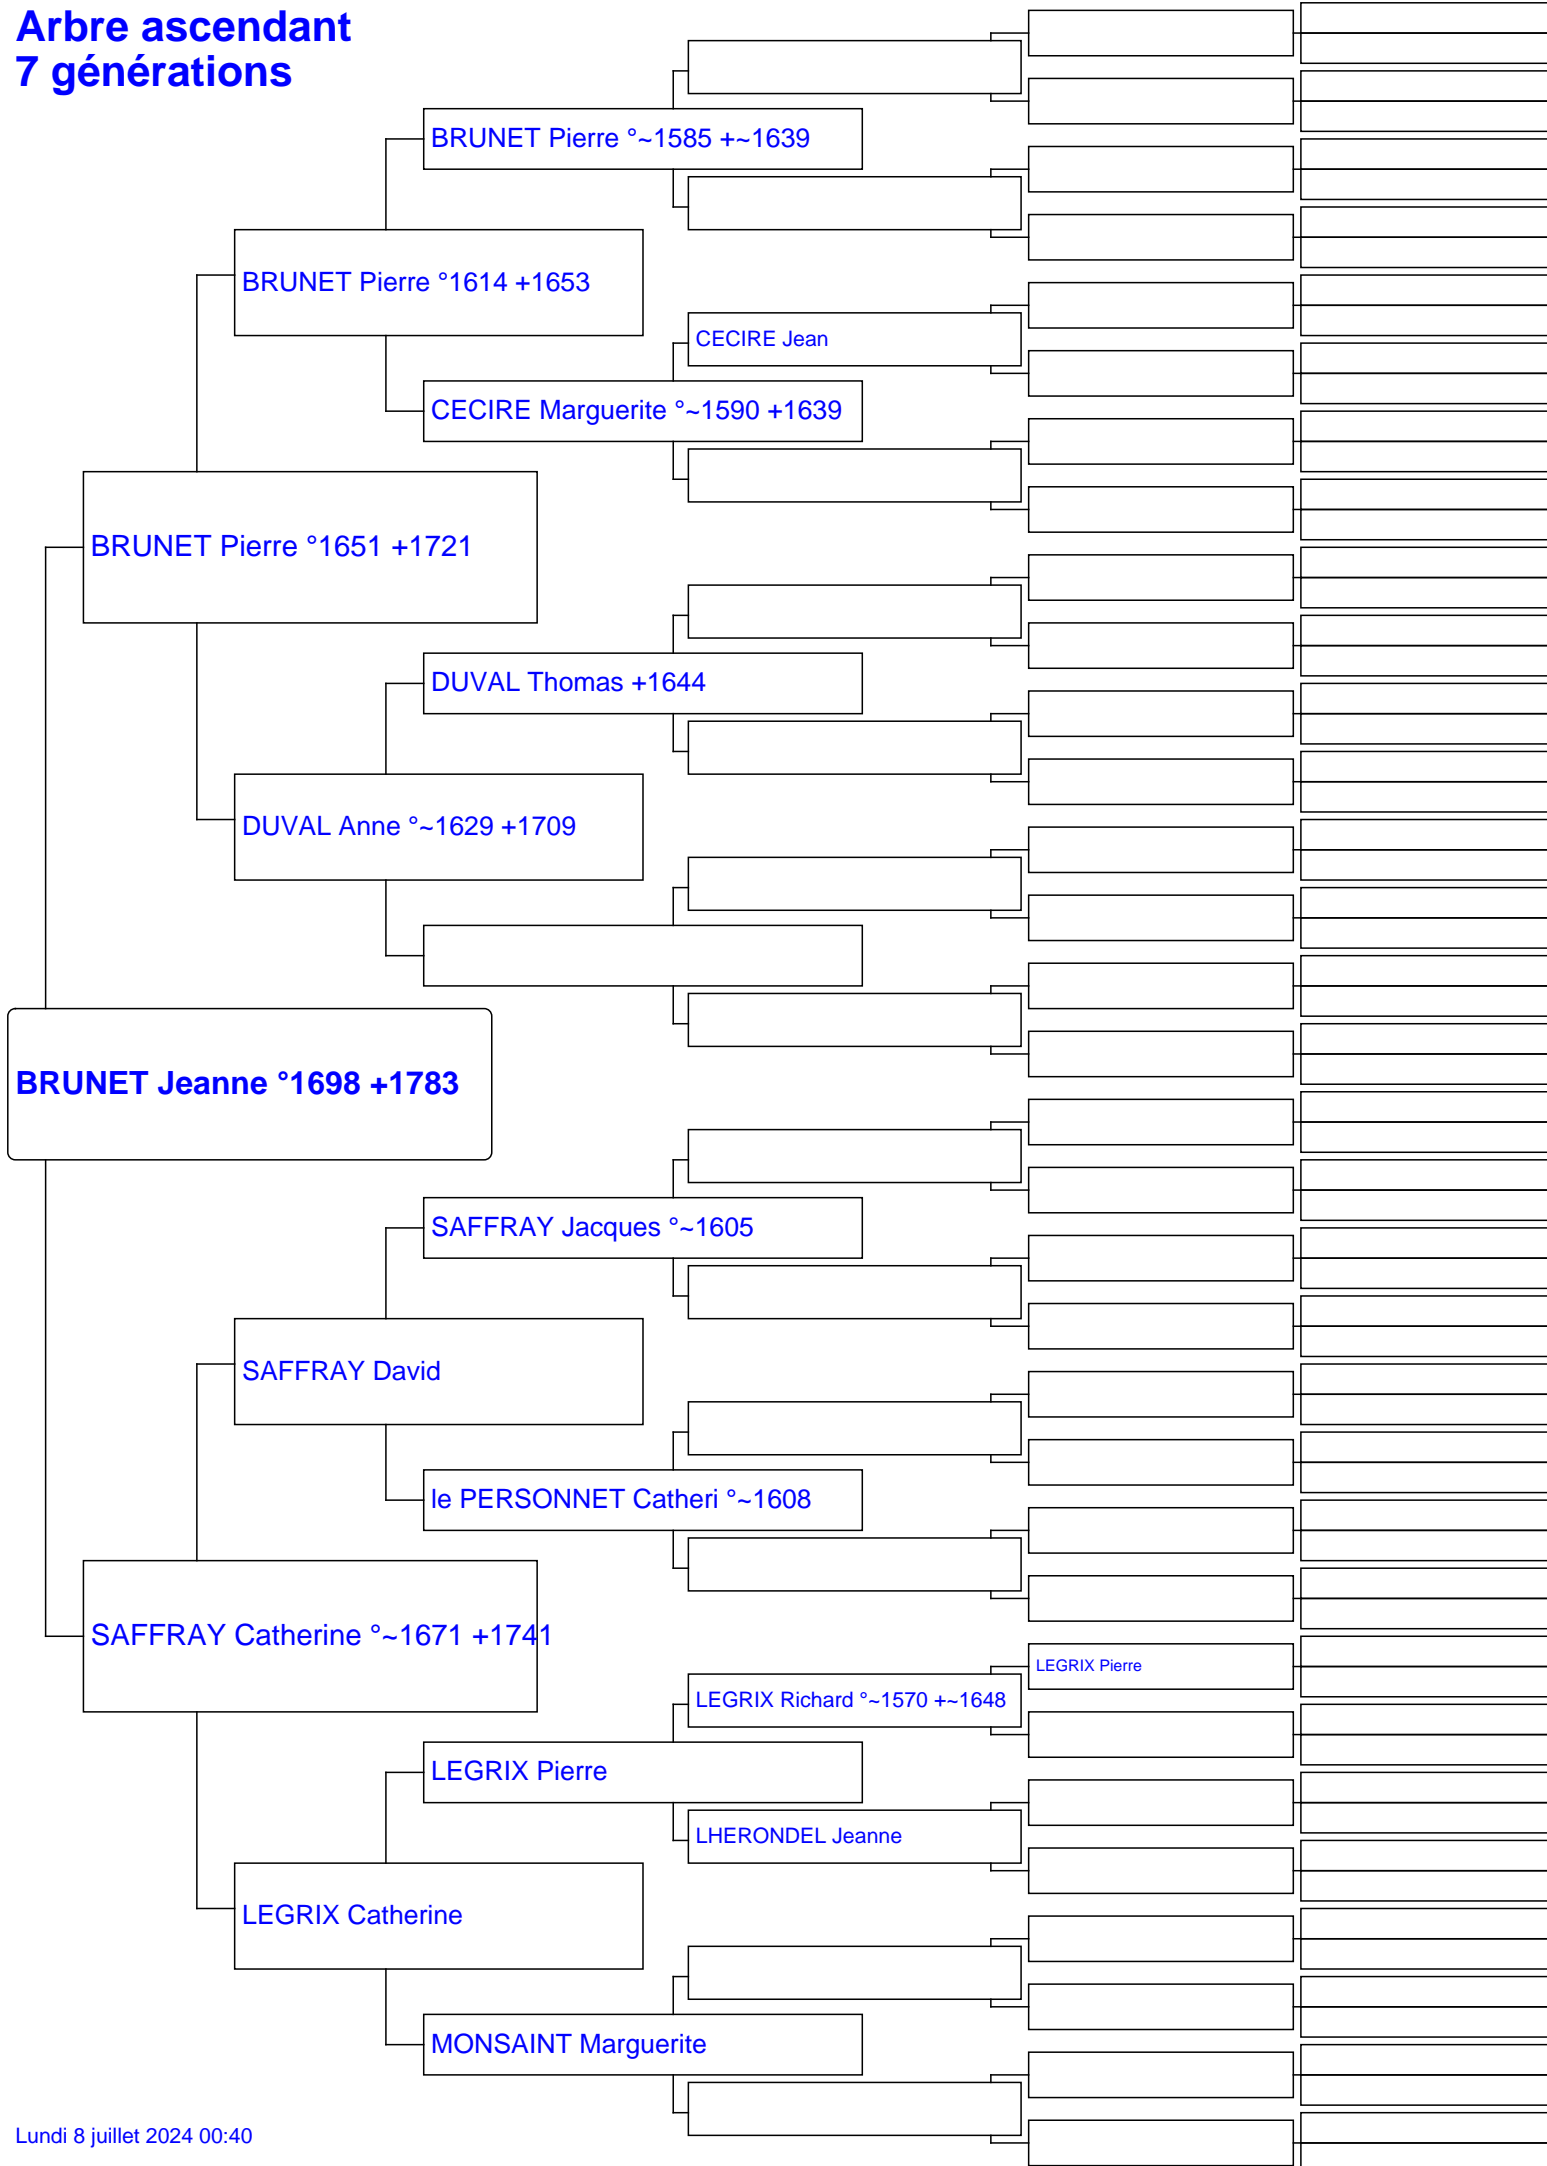 Arbre ascendant
7 générations
BRUNET Pierre °~1585 +~1639
BRUNET Pierre °1614 +1653
CECIRE Jean
CECIRE Marguerite °~1590 +1639
BRUNET Pierre °1651 +1721
DUVAL Thomas +1644
DUVAL Anne °~1629 +1709
BRUNET Jeanne °1698 +1783
SAFFRAY Jacques °~1605
SAFFRAY David
le PERSONNET Catheri °~1608
SAFFRAY Catherine °~1671 +1741
LEGRIX Pierre
LEGRIX Richard °~1570 +~1648
LEGRIX Pierre
LHERONDEL Jeanne
LEGRIX Catherine
MONSAINT Marguerite
Lundi 8 juillet 2024 00:40